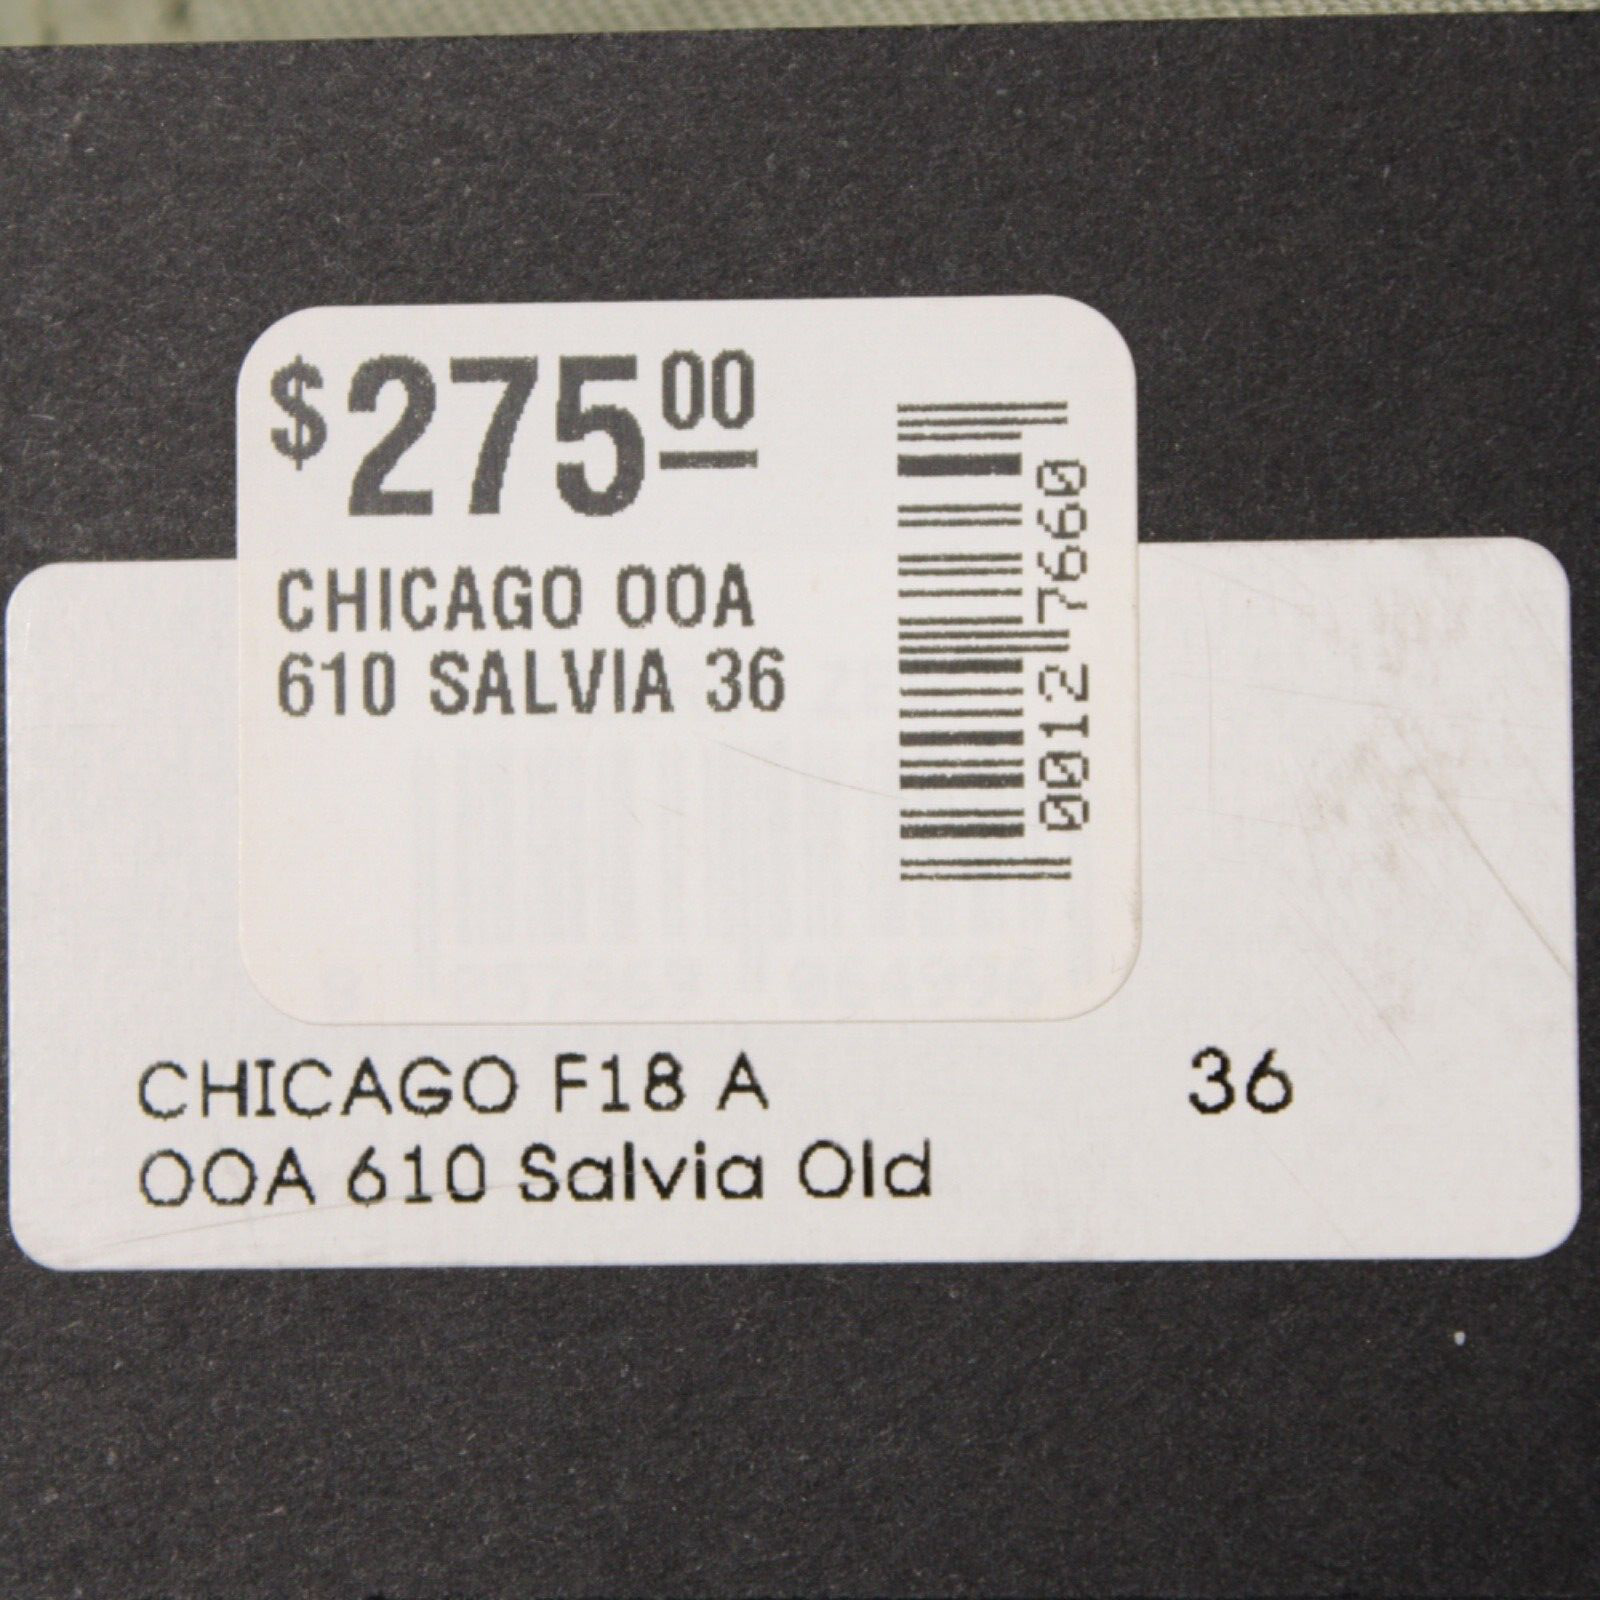 $275.00
CHICAGO OOA
610 SALVIA 36
0012 7660
CHICAGO F18 A 36
OOA 610 Salvia Old